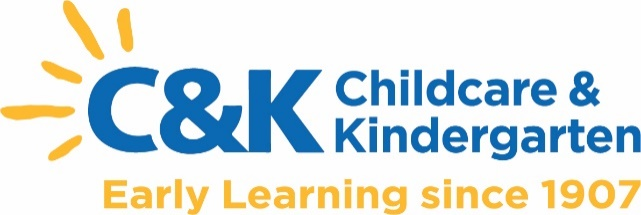 C&K Childcare &
Kindergarten
Early Learning since 1907